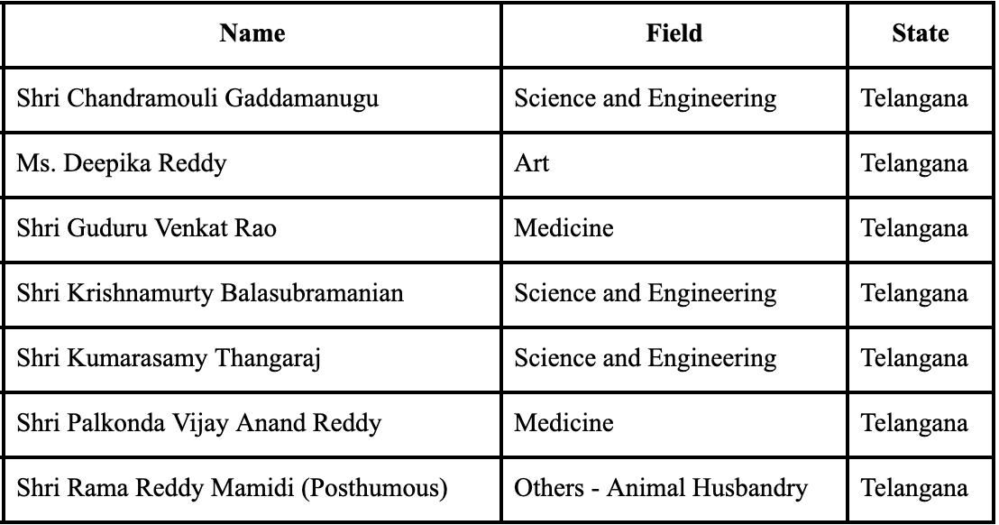 Name Field State
Shri Chandramouli Gaddamanugu Science and Engineering Telangana
Ms. Deepika Reddy Art Telangana
Shri Guduru Venkat Rao Medicine Telangana
Shri Krishnamurty Balasubramanian Science and Engineering Telangana
Shri Kumarasamy Thangaraj Science and Engineering Telangana
Shri Palkonda Vijay Anand Reddy Medicine Telangana
Shri Rama Reddy Mamidi (Posthumous) Others - Animal Husbandry Telangana